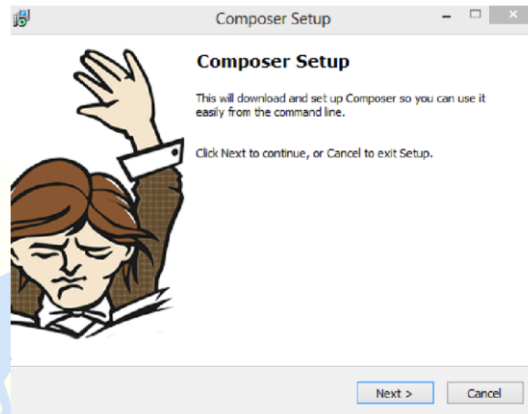 Composer Setup
Composer Setup
This will download and set up Composer so you can use it
easily from the command line.
Click Next to continue, or Cancel to exit Setup.
Next >
Cancel